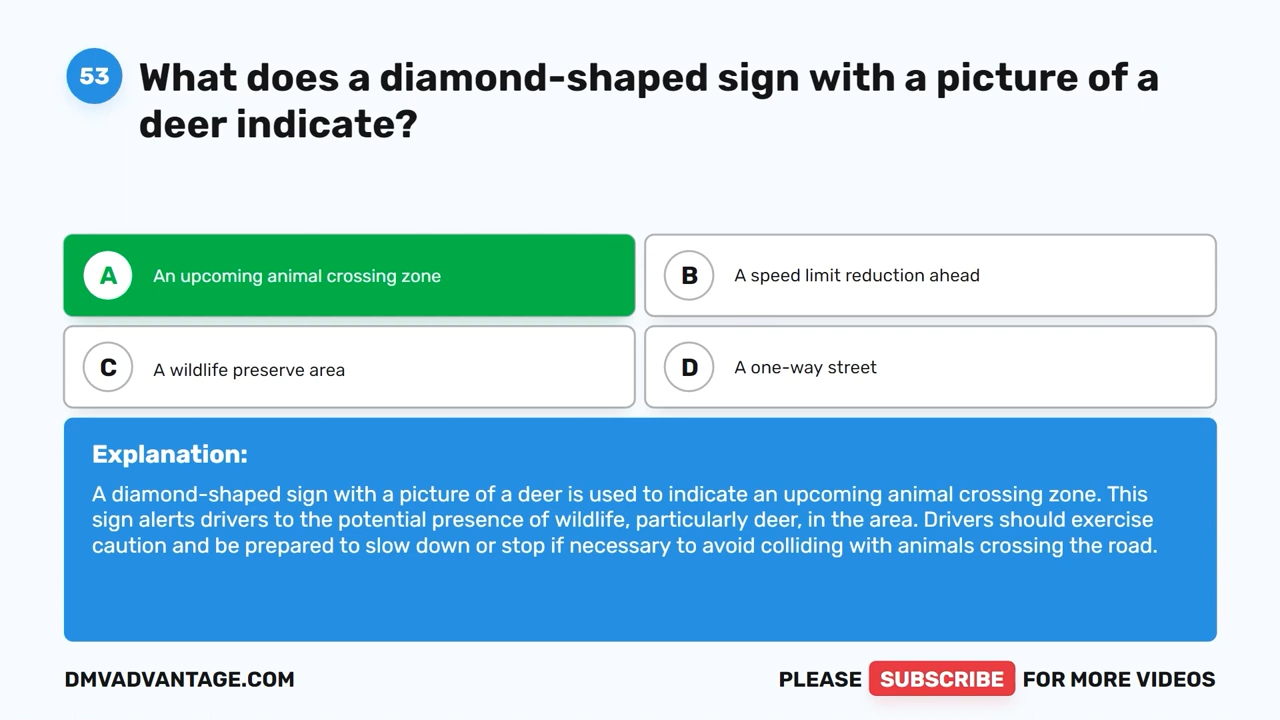 53
What does a diamond-shaped sign with a picture of a
deer indicate?
A An upcoming animal crossing zone
B A speed limit reduction ahead
C A wildlife preserve area
D A one-way street
Explanation:
A diamond-shaped sign with a picture of a deer is used to indicate an upcoming animal crossing zone. This
sign alerts drivers to the potential presence of wildlife, particularly deer, in the area. Drivers should exercise
caution and be prepared to slow down or stop if necessary to avoid colliding with animals crossing the road.
DMVADVANTAGE.COM
PLEASE SUBSCRIBE FOR MORE VIDEOS